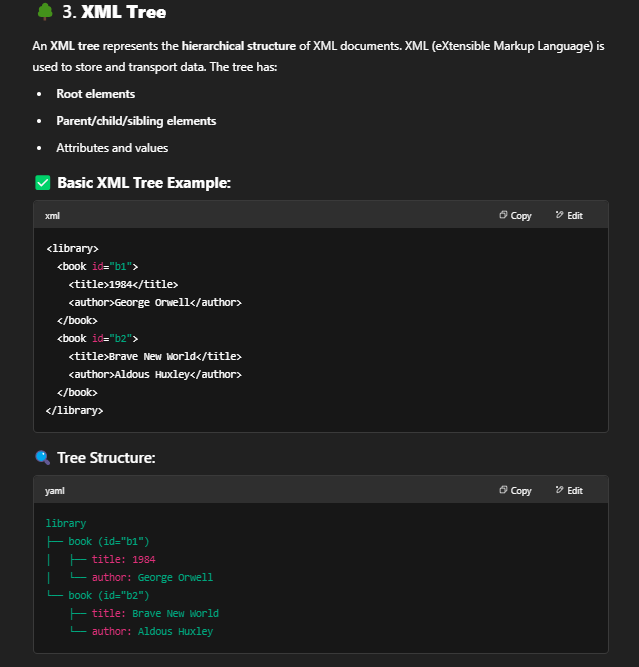 🌳 3. XML Tree
An XML tree represents the hierarchical structure of XML documents. XML (eXtensible Markup Language) is
used to store and transport data. The tree has:
• Root elements
• Parent/child/sibling elements
• Attributes and values
✅ Basic XML Tree Example:
xml Copy Edit
<library>
  <book id="b1">
    <title>1984</title>
    <author>George Orwell</author>
  </book>
  <book id="b2">
    <title>Brave New World</title>
    <author>Aldous Huxley</author>
  </book>
</library>
🔍 Tree Structure:
yaml Copy Edit
library
├── book (id="b1")
│   ├── title: 1984
│   └── author: George Orwell
└── book (id="b2")
    ├── title: Brave New World
    └── author: Aldous Huxley